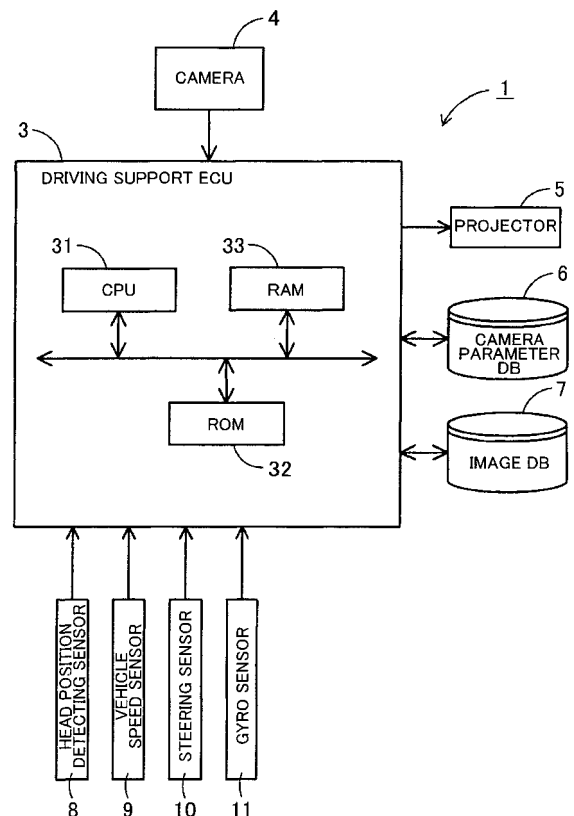 4
CAMERA
1
3
DRIVING SUPPORT ECU
5
PROJECTOR
31
CPU
33
RAM
6
CAMERA
PARAMETER
DB
ROM
32
7
IMAGE DB
HEAD POSITION
DETECTING SENSOR
VEHICLE
SPEED SENSOR
STEERING SENSOR
GYRO SENSOR
8
9
10
11